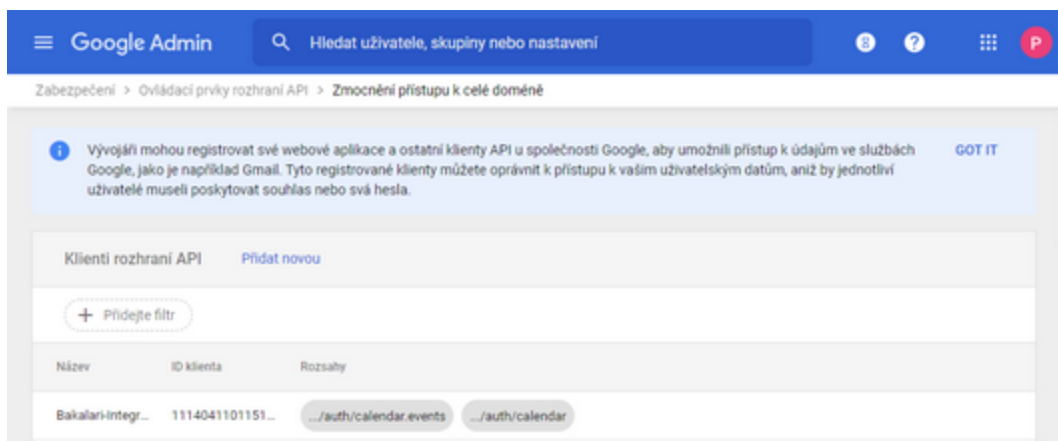 Google Admin
Hledat uživatele, skupiny nebo nastavení
8
?
P
Zabezpečení > Ovládací prvky rozhraní API > Zmocnění přístupu k celé doméně
Vývojáři mohou registrovat své webové aplikace a ostatní klienty API u společnosti Google, aby umožnili přístup k údajům ve službách
GOT IT
Google, jako je například Gmail. Tyto registrované klienty můžete oprávnit k přístupu k vašim uživatelským datům, aniž by jednotliví
uživatelé museli poskytovat souhlas nebo svá hesla.
Klienti rozhraní API
Přidat novou
+ Přidejte filtr
Název
ID klienta
Rozsahy
Bakalari-Integr...
1114041101151...
.../auth/calendar.events
.../auth/calendar